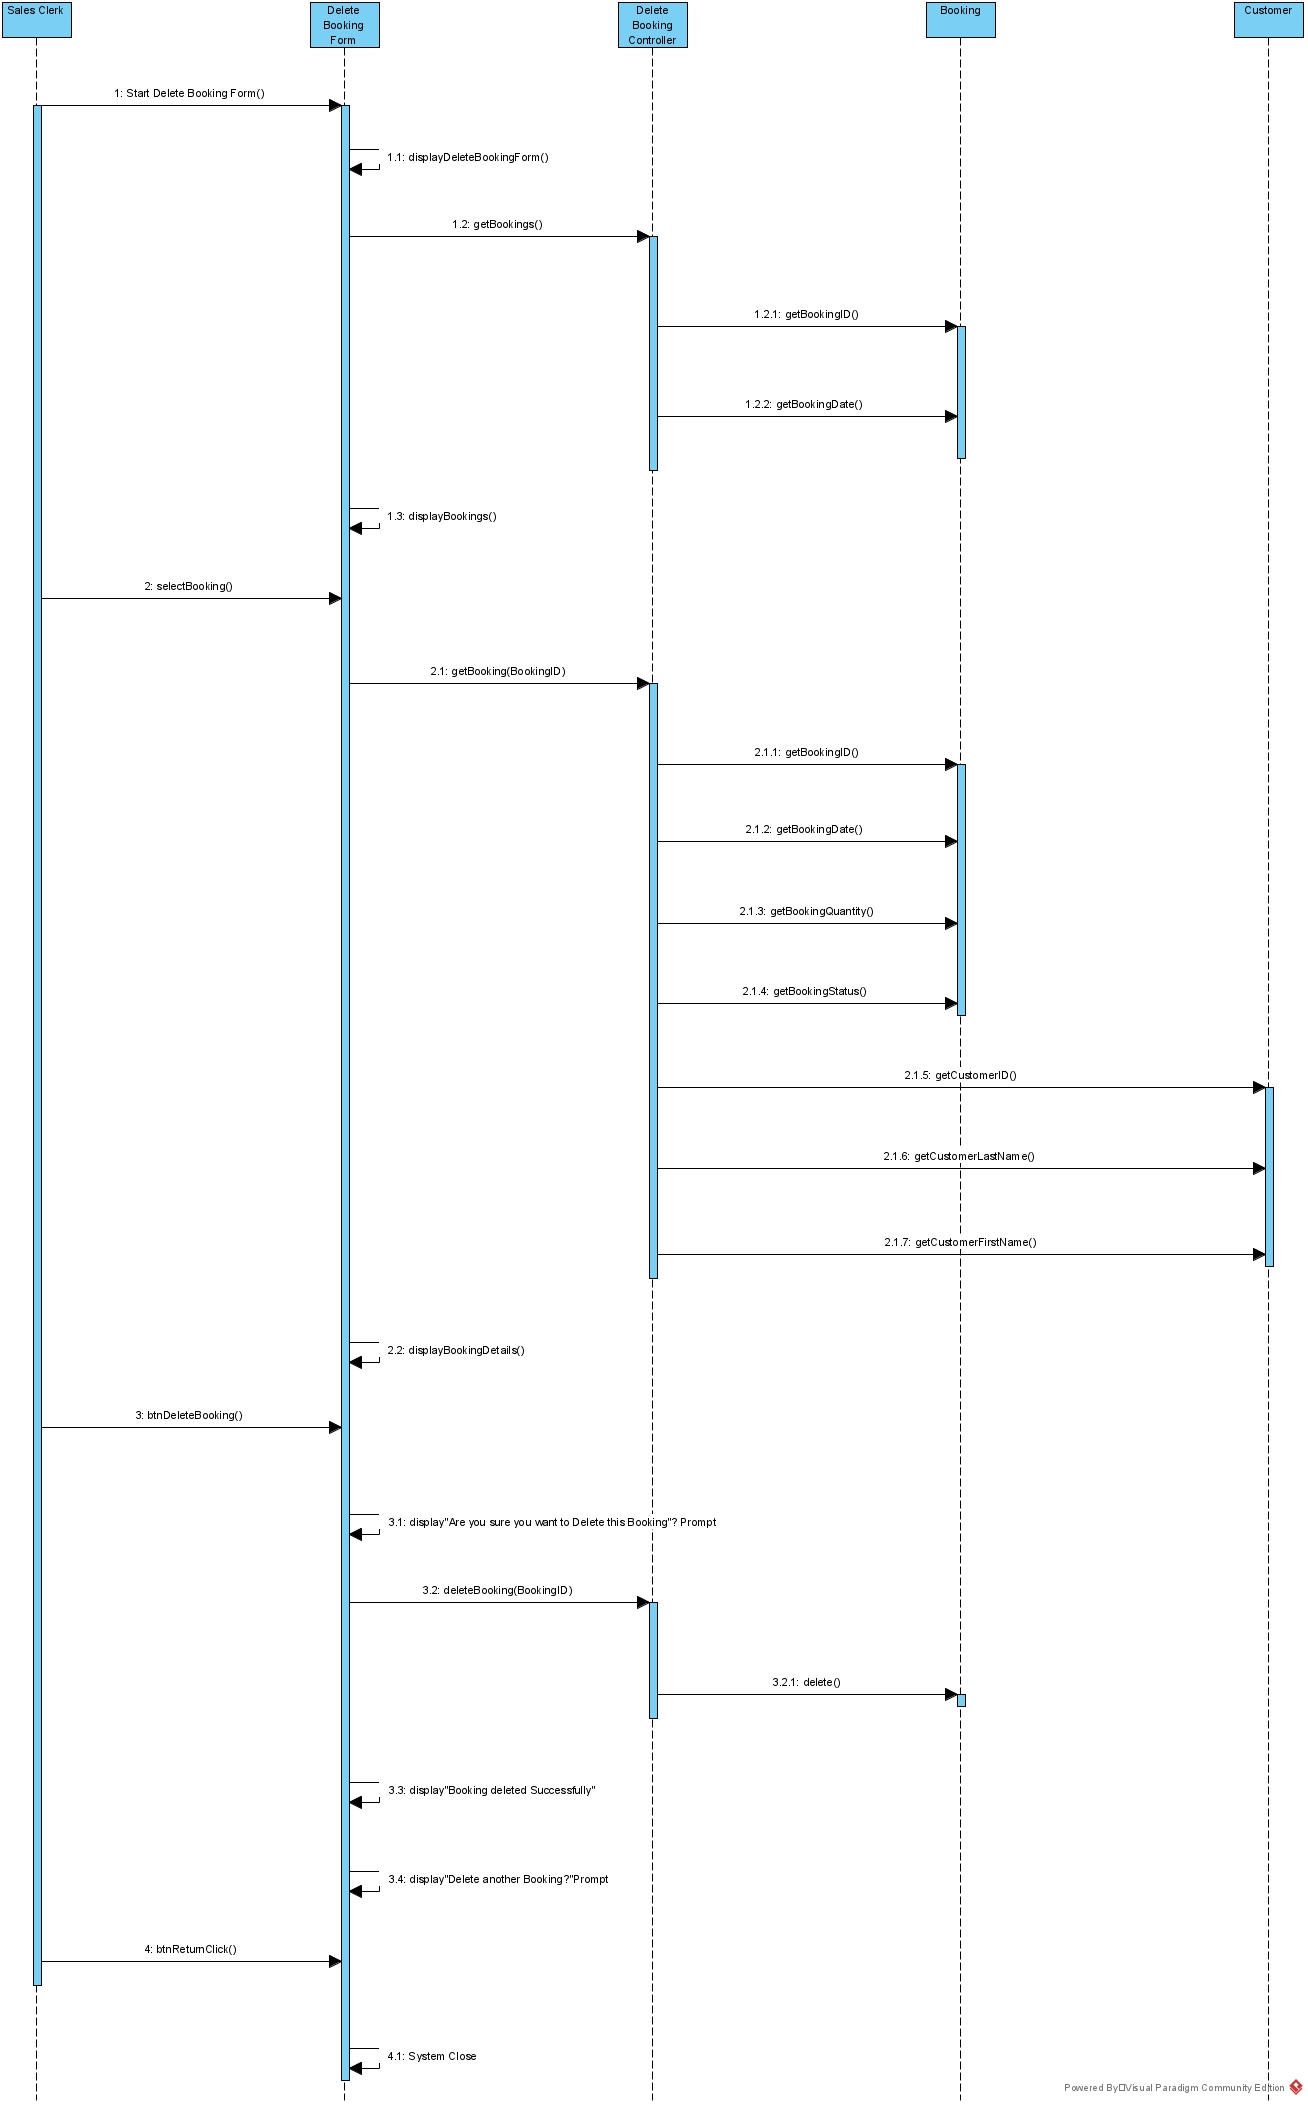 Sales Clerk
Delete
Booking
Form
Delete
Booking
Controller
Booking
Customer
1: Start Delete Booking Form()
1.1: displayDeleteBookingForm()
1.2: getBookings()
1.2.1: getBookingID()
1.2.2: getBookingDate()
1.3: displayBookings()
2: selectBooking()
2.1: getBooking(BookingID)
2.1.1: getBookingID()
2.1.2: getBookingDate()
2.1.3: getBookingQuantity()
2.1.4: getBookingStatus()
2.1.5: getCustomerID()
2.1.6: getCustomerLastName()
2.1.7: getCustomerFirstName()
2.2: displayBookingDetails()
3: btnDeleteBooking()
3.1: display"Are you sure you want to Delete this Booking"? Prompt
3.2: deleteBooking(BookingID)
3.2.1: delete()
3.3: display"Booking deleted Successfully"
3.4: display"Delete another Booking?"Prompt
4: btnReturnClick()
4.1: System Close
Powered By□Visual Paradigm Community Edition